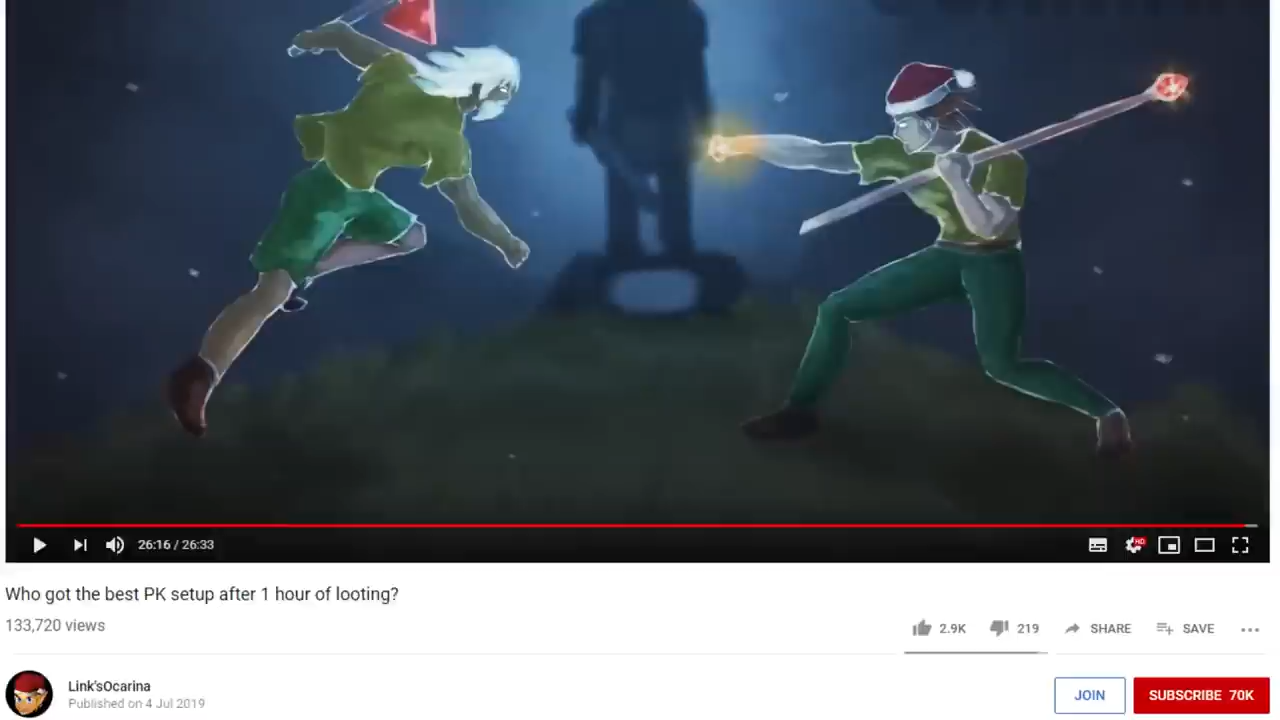 HD
26:16 / 26:33
Who got the best PK setup after 1 hour of looting?
133,720 views
2.9K
219
SHARE
SAVE
Link'sOcarina
Published on 4 Jul 2019
JOIN
SUBSCRIBE 70K